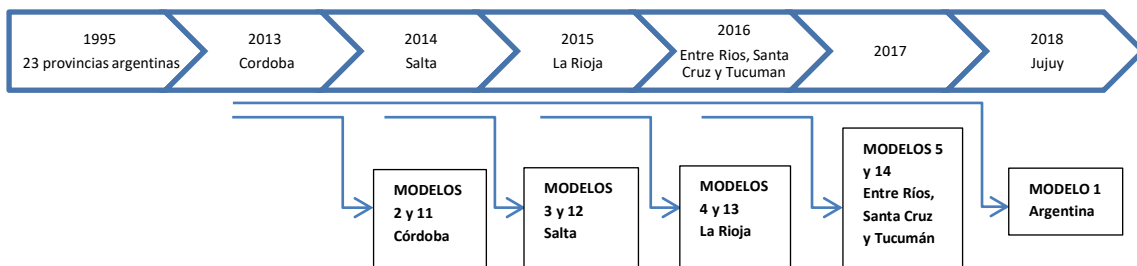 1995
23 provincias argentinas
2013
Cordoba
2014
Salta
2015
La Rioja
2016
Entre Rios, Santa
Cruz y Tucuman
2017
2018
Jujuy
MODELOS
2 y 11
Córdoba
MODELOS
3 y 12
Salta
MODELOS
4 y 13
La Rioja
MODELOS 5
y 14
Entre Ríos,
Santa Cruz
y Tucumán
MODELO 1
Argentina